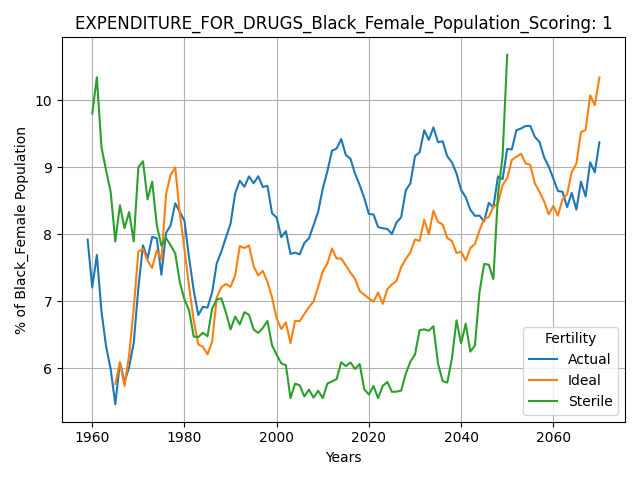 EXPENDITURE_FOR_DRUGS_Black_Female_Population_Scoring: 1
% of Black_Female Population
10
9
8
7
6
1960 1980 2000 2020 2040 2060
Years
Fertility
Actual
Ideal
Sterile